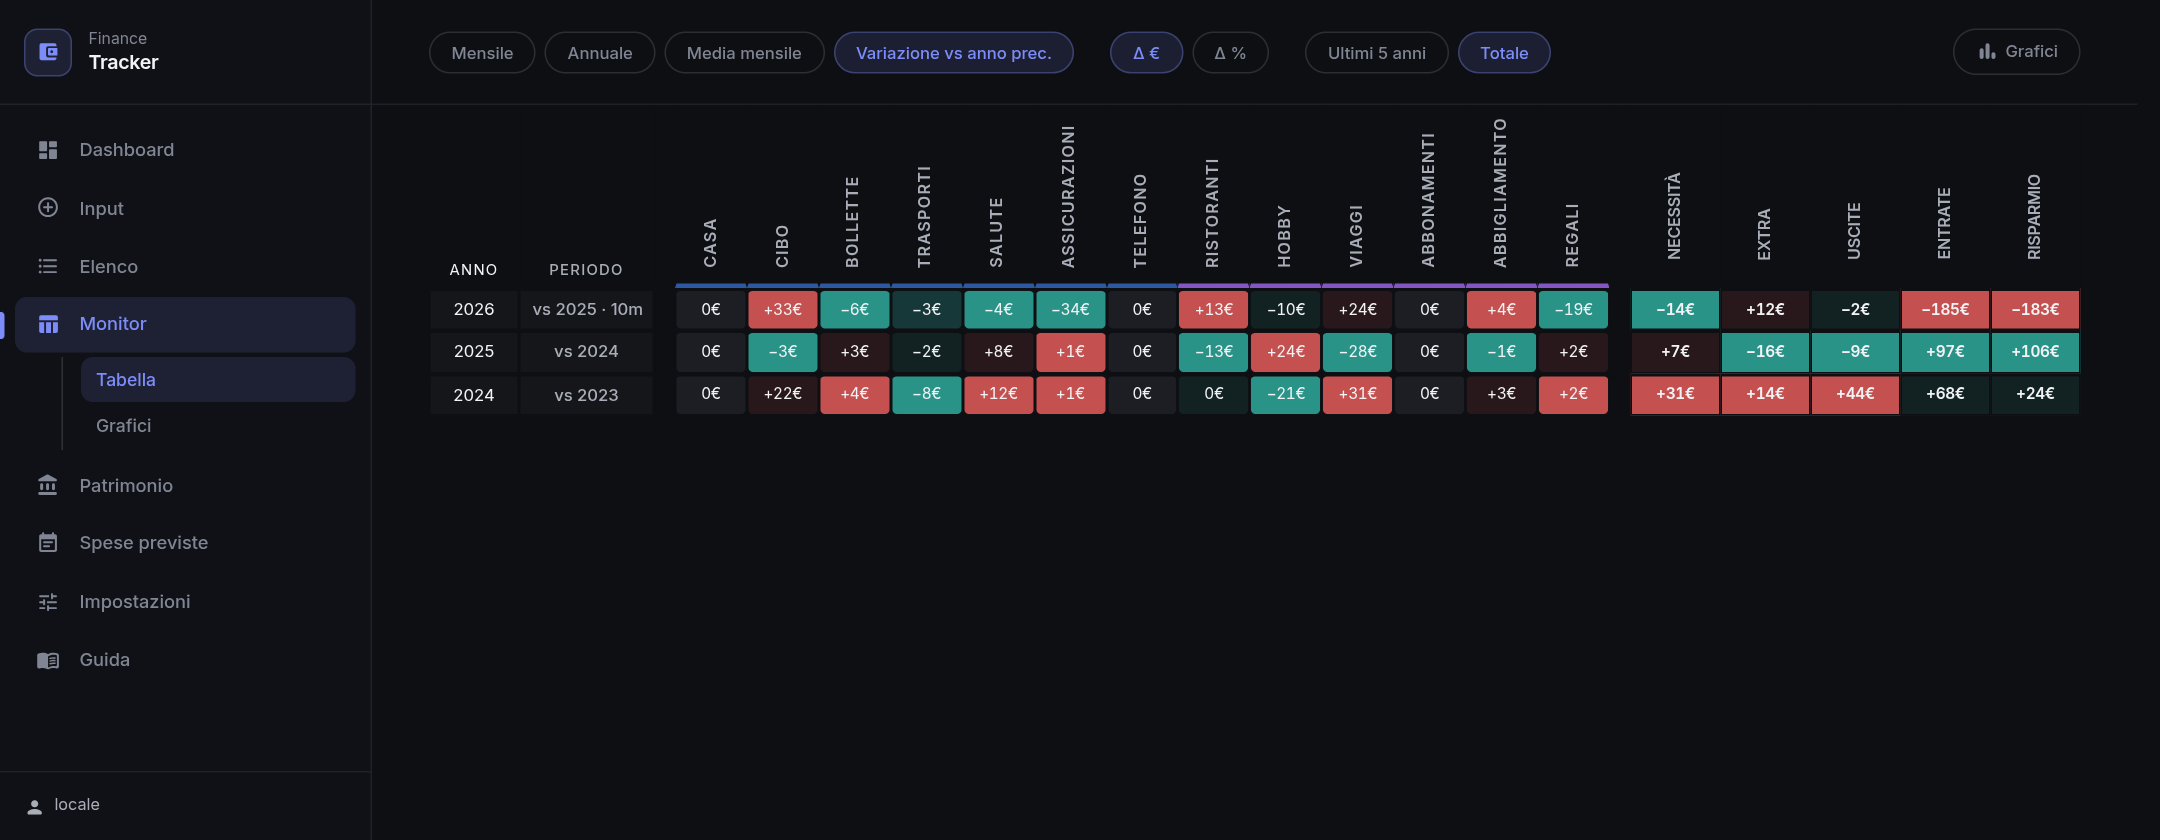 Finance
Tracker
Mensile Annuale Media mensile Variazione vs anno prec. Δ € Δ % Ultimi 5 anni Totale Grafici
Dashboard
Input
Elenco
Monitor
Tabella
Grafici
Patrimonio
Spese previste
Impostazioni
Guida
locale
ANNO PERIODO CASA CIBO BOLLETTE TRASPORTI SALUTE ASSICURAZIONI TELEFONO RISTORANTI HOBBY VIAGGI ABBONAMENTI ABBIGLIAMENTO REGALI NECESSITÀ EXTRA USCITE ENTRATE RISPARMIO
2026 vs 2025 · 10m 0€ +33€ −6€ −3€ −4€ −34€ 0€ +13€ −10€ +24€ 0€ +4€ −19€ −14€ +12€ −2€ −185€ −183€
2025 vs 2024 0€ −3€ +3€ −2€ +8€ +1€ 0€ −13€ +24€ −28€ 0€ −1€ +2€ +7€ −16€ −9€ +97€ +106€
2024 vs 2023 0€ +22€ +4€ −8€ +12€ +1€ 0€ 0€ −21€ +31€ 0€ +3€ +2€ +31€ +14€ +44€ +68€ +24€